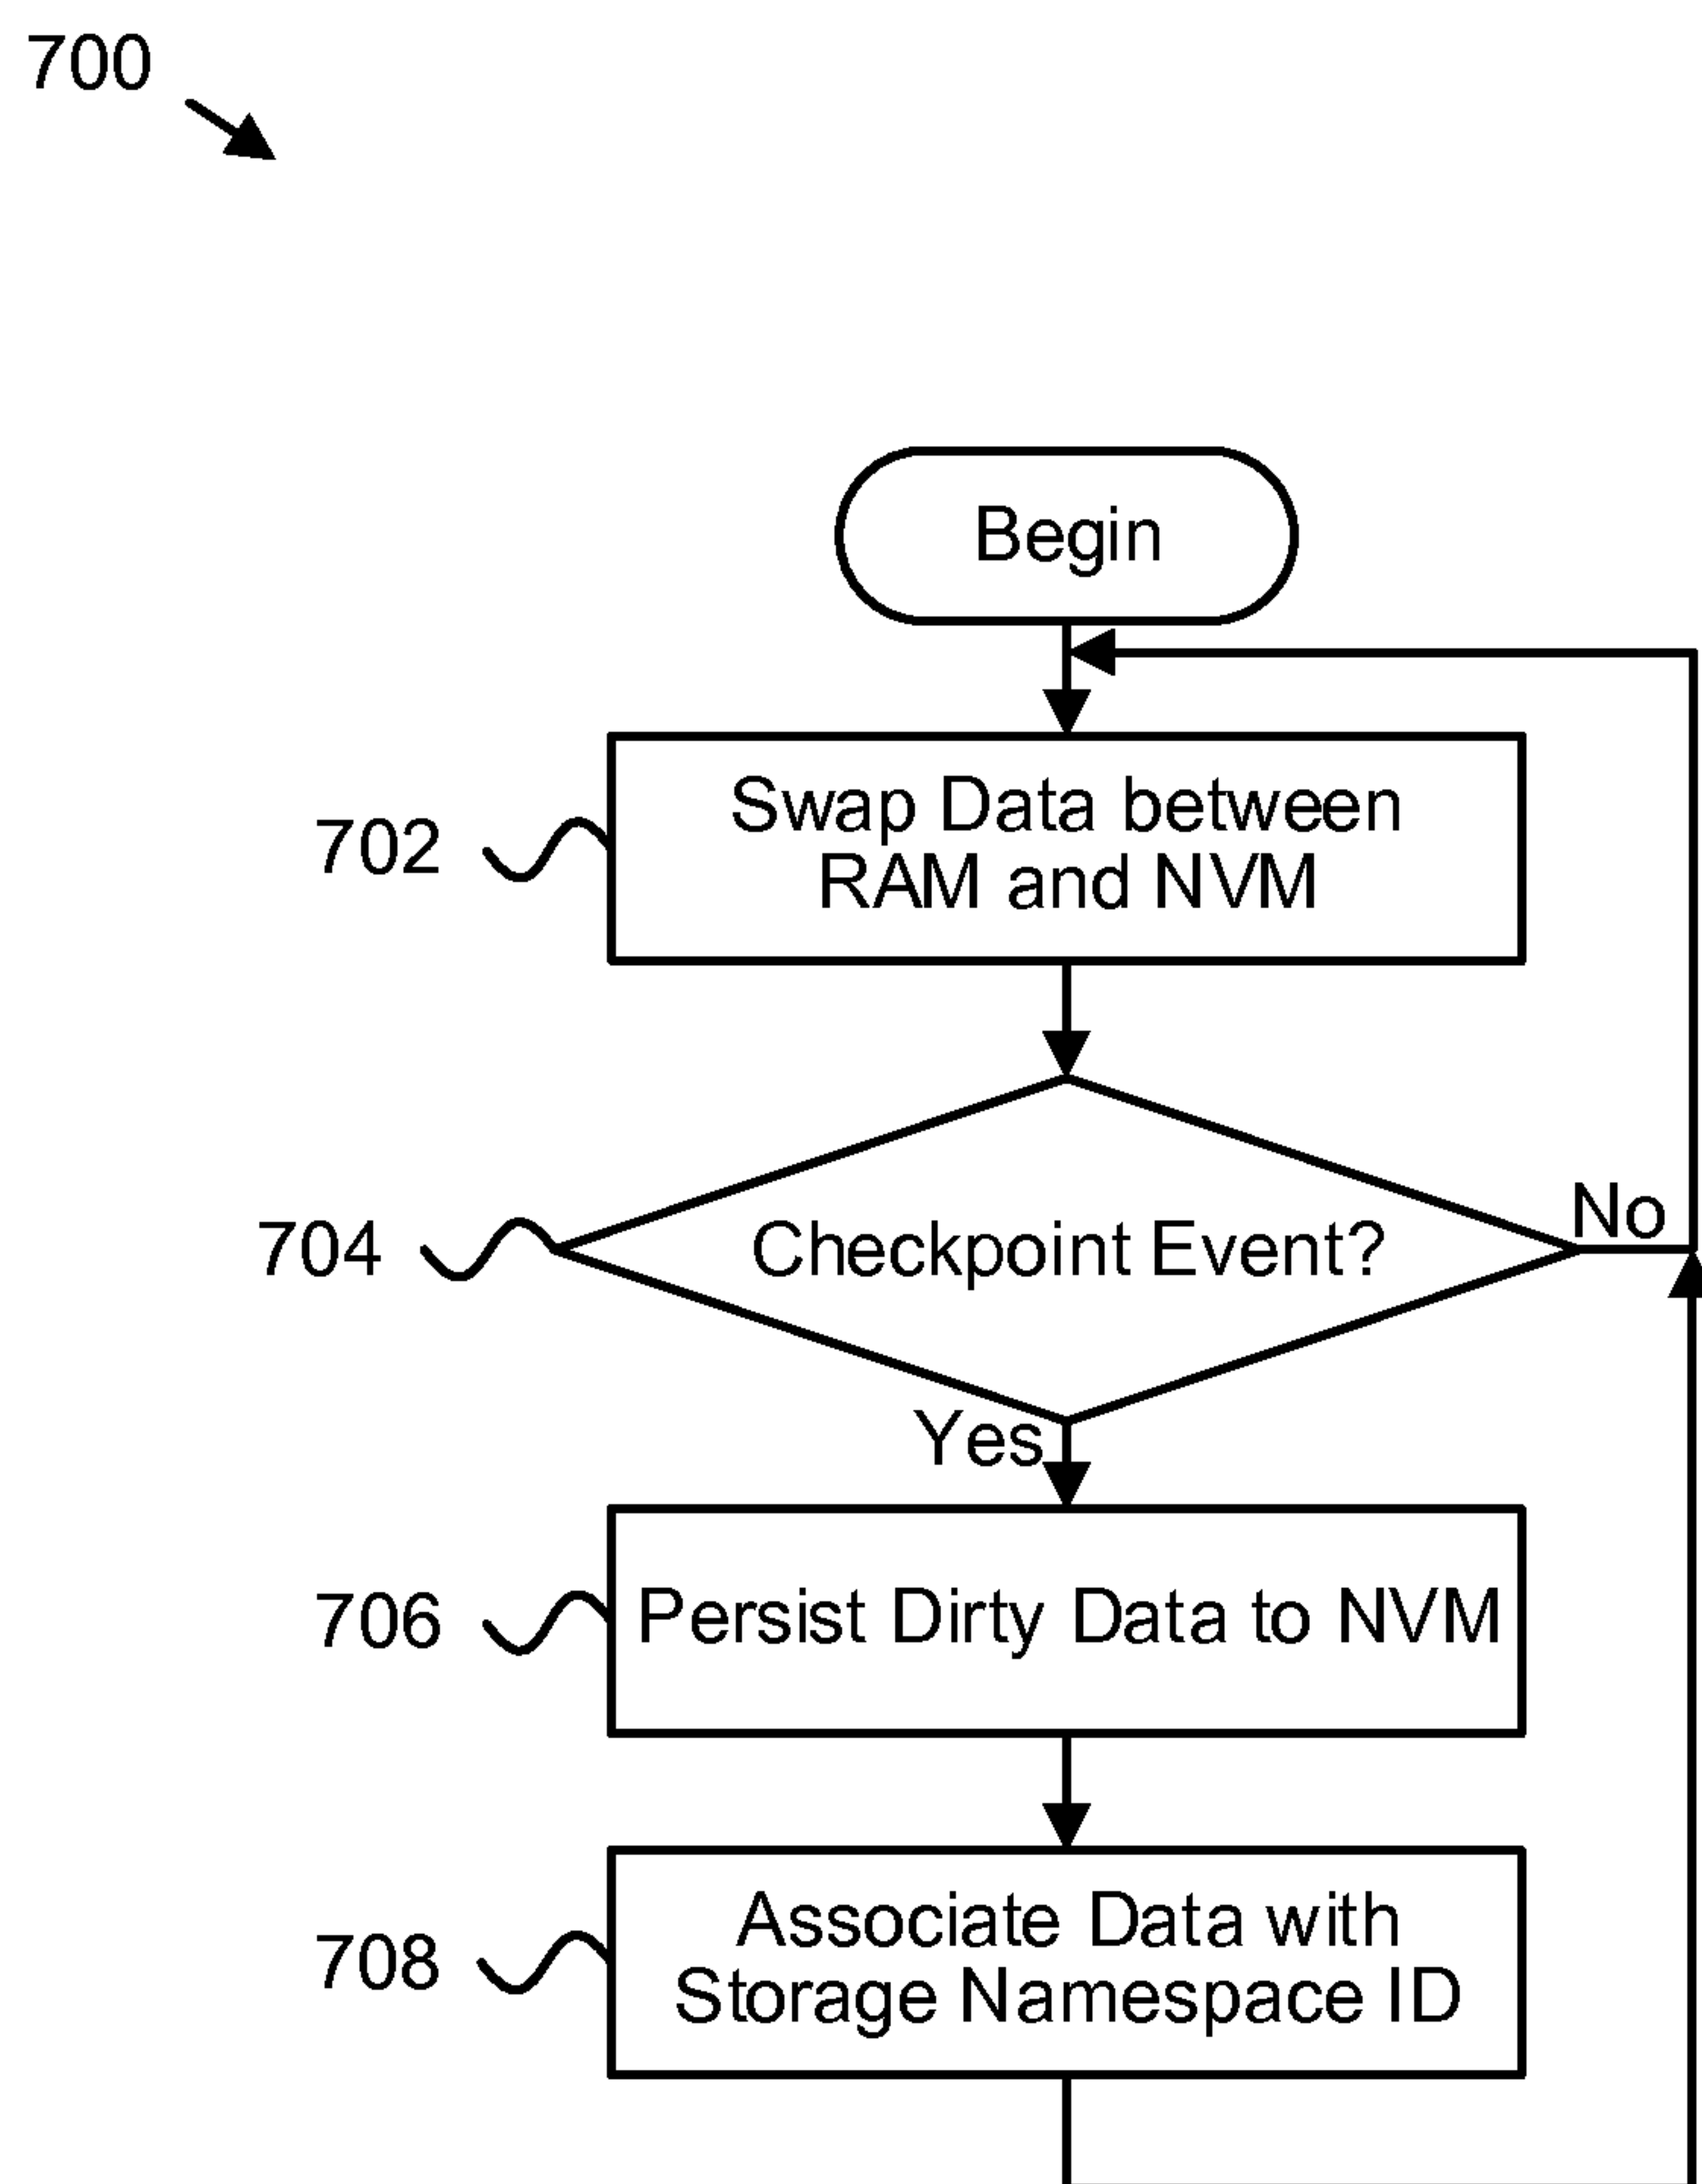 700
Begin
702
Swap Data between
RAM and NVM
704
Checkpoint Event?
No
Yes
706
Persist Dirty Data to NVM
708
Associate Data with
Storage Namespace ID